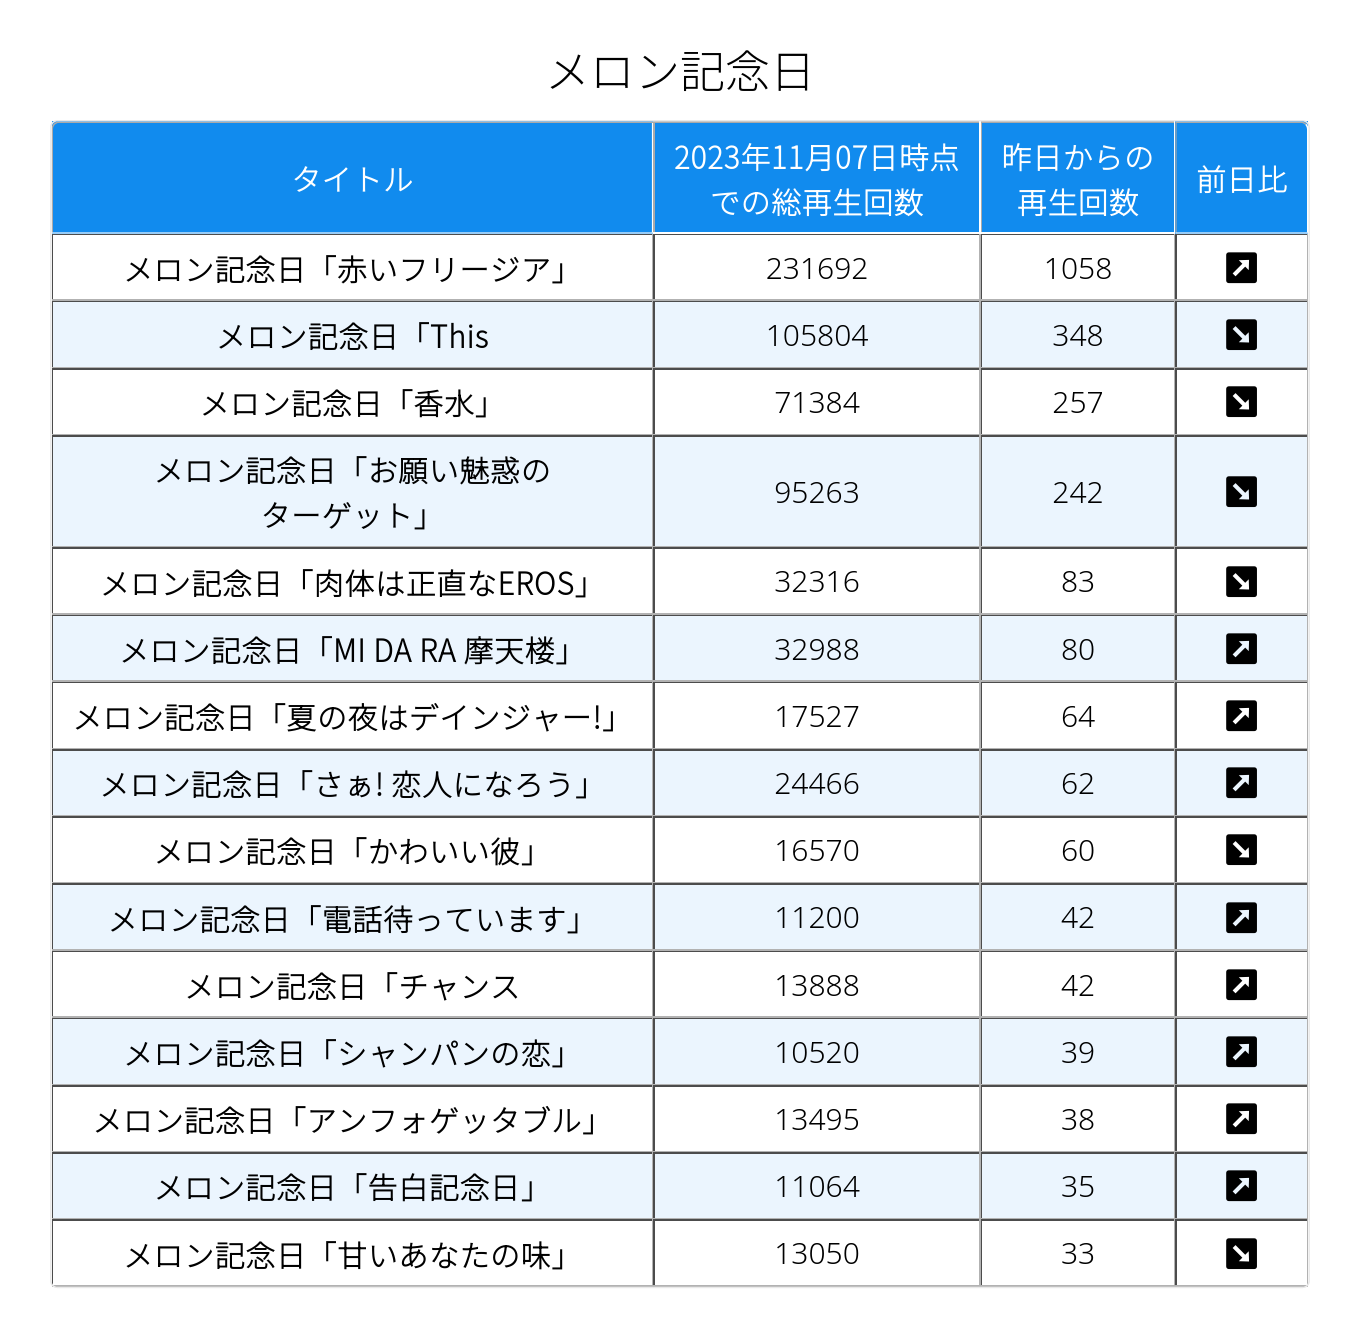 メロン記念日
タイトル
2023年11月07日時点
での総再生回数
昨日からの
再生回数
前日比
メロン記念日「赤いフリージア」 231692 1058
メロン記念日「This 105804 348
メロン記念日「香水」 71384 257
メロン記念日「お願い魅惑の
ターゲット」 95263 242
メロン記念日「肉体は正直なEROS」 32316 83
メロン記念日「MI DA RA 摩天楼」 32988 80
メロン記念日「夏の夜はデインジャー!」 17527 64
メロン記念日「さぁ! 恋人になろう」 24466 62
メロン記念日「かわいい彼」 16570 60
メロン記念日「電話待っています」 11200 42
メロン記念日「チャンス 13888 42
メロン記念日「シャンパンの恋」 10520 39
メロン記念日「アンフォゲッタブル」 13495 38
メロン記念日「告白記念日」 11064 35
メロン記念日「甘いあなたの味」 13050 33